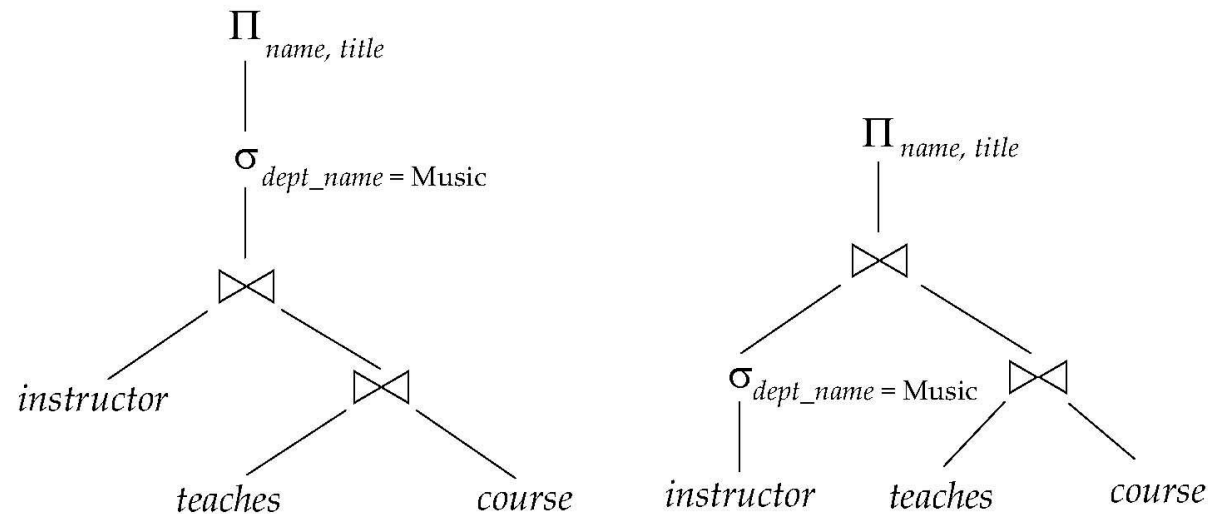 Π name, title
σ dept_name = Music
⋈
instructor
⋈
teaches course
Π name, title
⋈
σ dept_name = Music
⋈
instructor teaches course